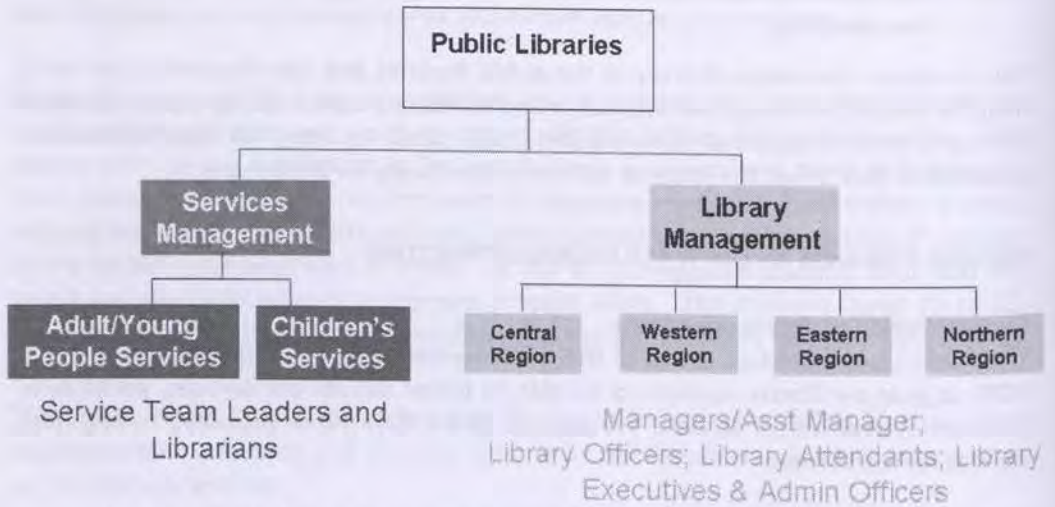 Public Libraries
Services
Management
Library
Management
Adult/Young
People Services
Children's
Services
Central
Region
Western
Region
Eastern
Region
Northern
Region
Service Team Leaders and
Librarians
Managers/Asst Manager;
Library Officers; Library Attendants; Library
Executives & Admin Officers